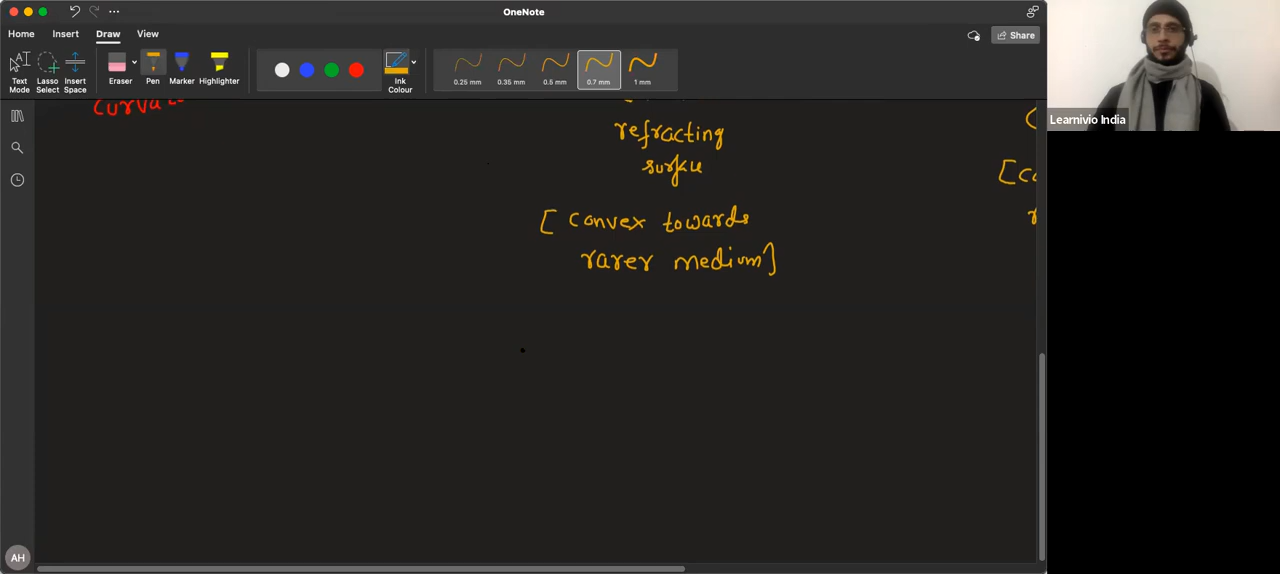 OneNote
Home Insert Draw View
Share
Text Mode
Lasso Select
Insert Space
Eraser
Pen
Marker
Highlighter
Ink Colour
0.25 mm
0.35 mm
0.5 mm
0.7 mm
1 mm
Learnivio India
refracting
surface
[ convex towards
rarer medium]
AH